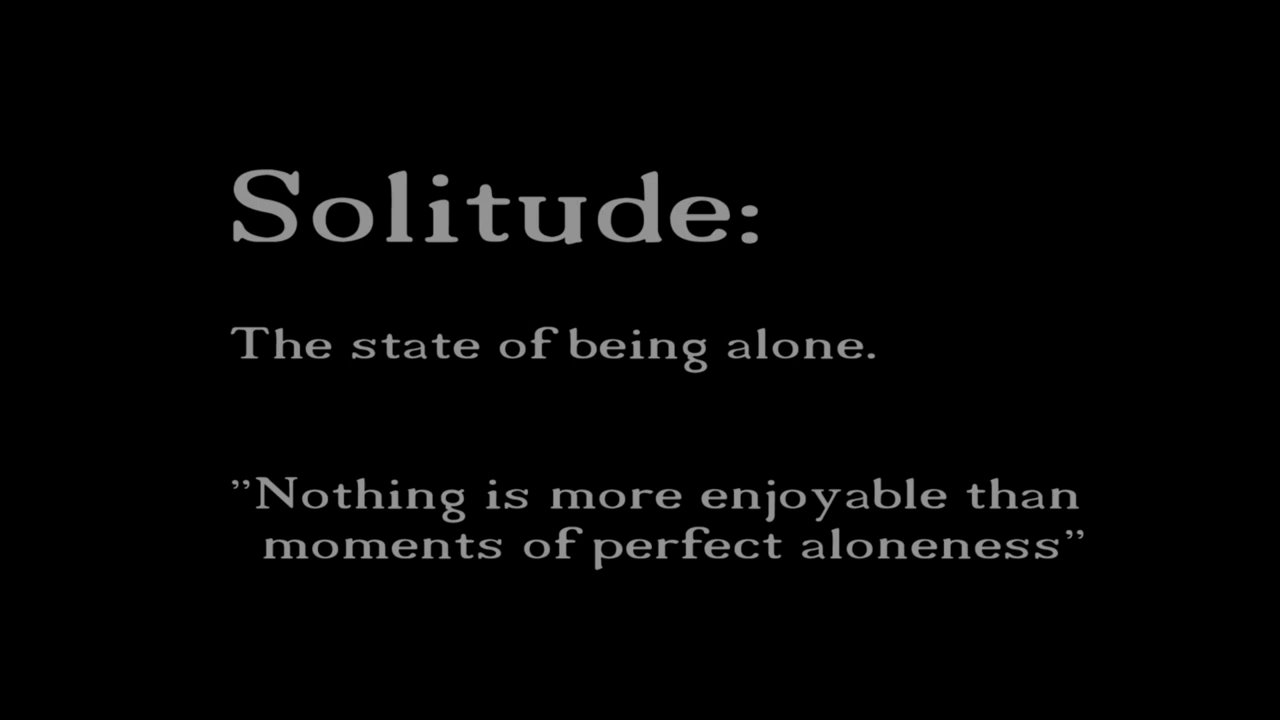 Solitude:
The state of being alone.
”Nothing is more enjoyable than
moments of perfect aloneness”